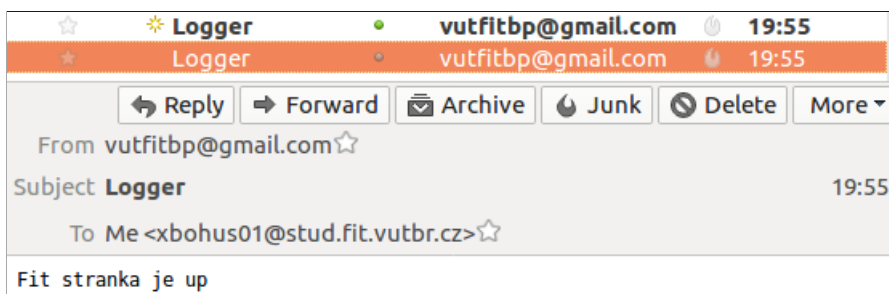 Logger vutfitbp@gmail.com 19:55
Logger vutfitbp@gmail.com 19:55
Reply Forward Archive Junk Delete More
From vutfitbp@gmail.com
Subject Logger 19:55
To Me <xbohus01@stud.fit.vutbr.cz>
Fit stranka je up